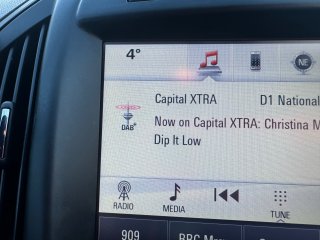 4°
NE
Capital XTRA D1 National
DAB+
Now on Capital XTRA: Christina M
Dip It Low
RADIO MEDIA TUNE
909 BBC